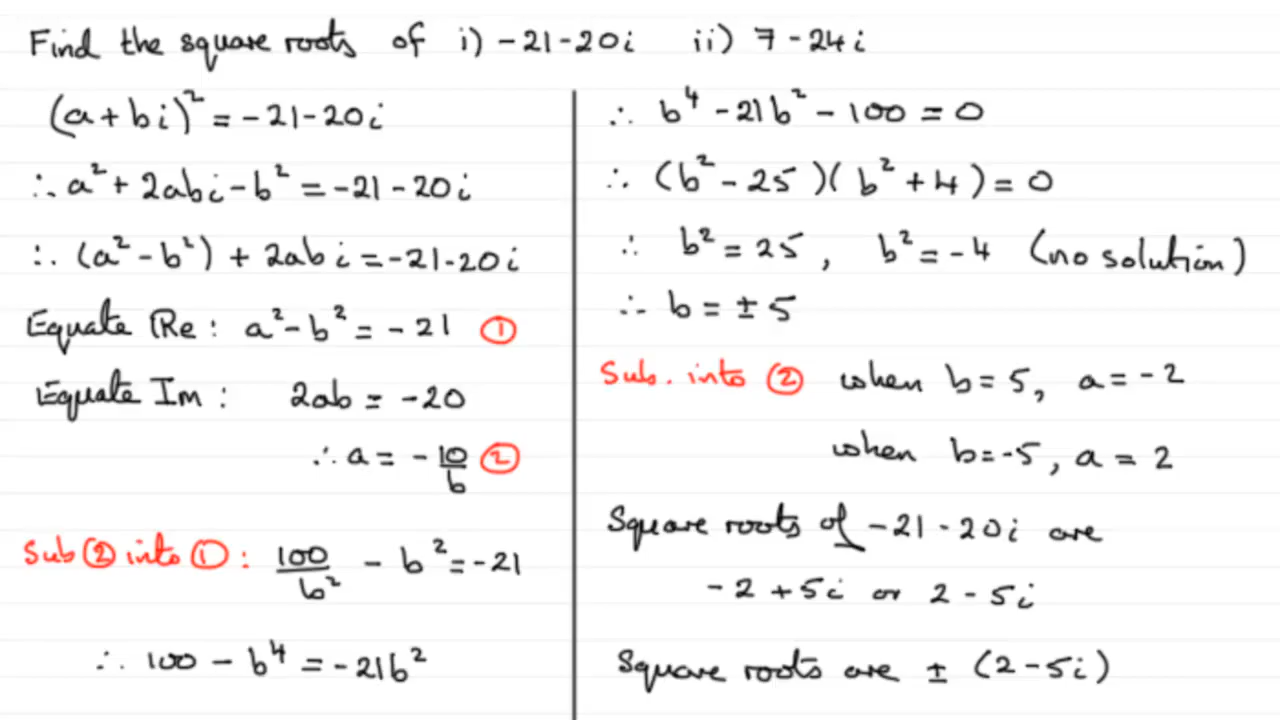 Find the square roots of i) -21-20i ii) 7-24i
(a+bi)² = -21-20i
∴ a² + 2abi - b² = -21-20i
∴ (a² - b²) + 2abi = -21-20i
Equate Re: a² - b² = -21 ①
Equate Im: 2ab = -20
∴ a = -10/b ②
Sub ② into ①: 100/b² - b² = -21
∴ 100 - b⁴ = -21b²
∴ b⁴ - 21b² - 100 = 0
∴ (b² - 25)(b² + 4) = 0
∴ b² = 25, b² = -4 (no solution)
∴ b = ±5
Sub. into ② when b = 5, a = -2
when b = -5, a = 2
Square roots of -21-20i are
-2 + 5i or 2 - 5i
Square roots are ± (2-5i)